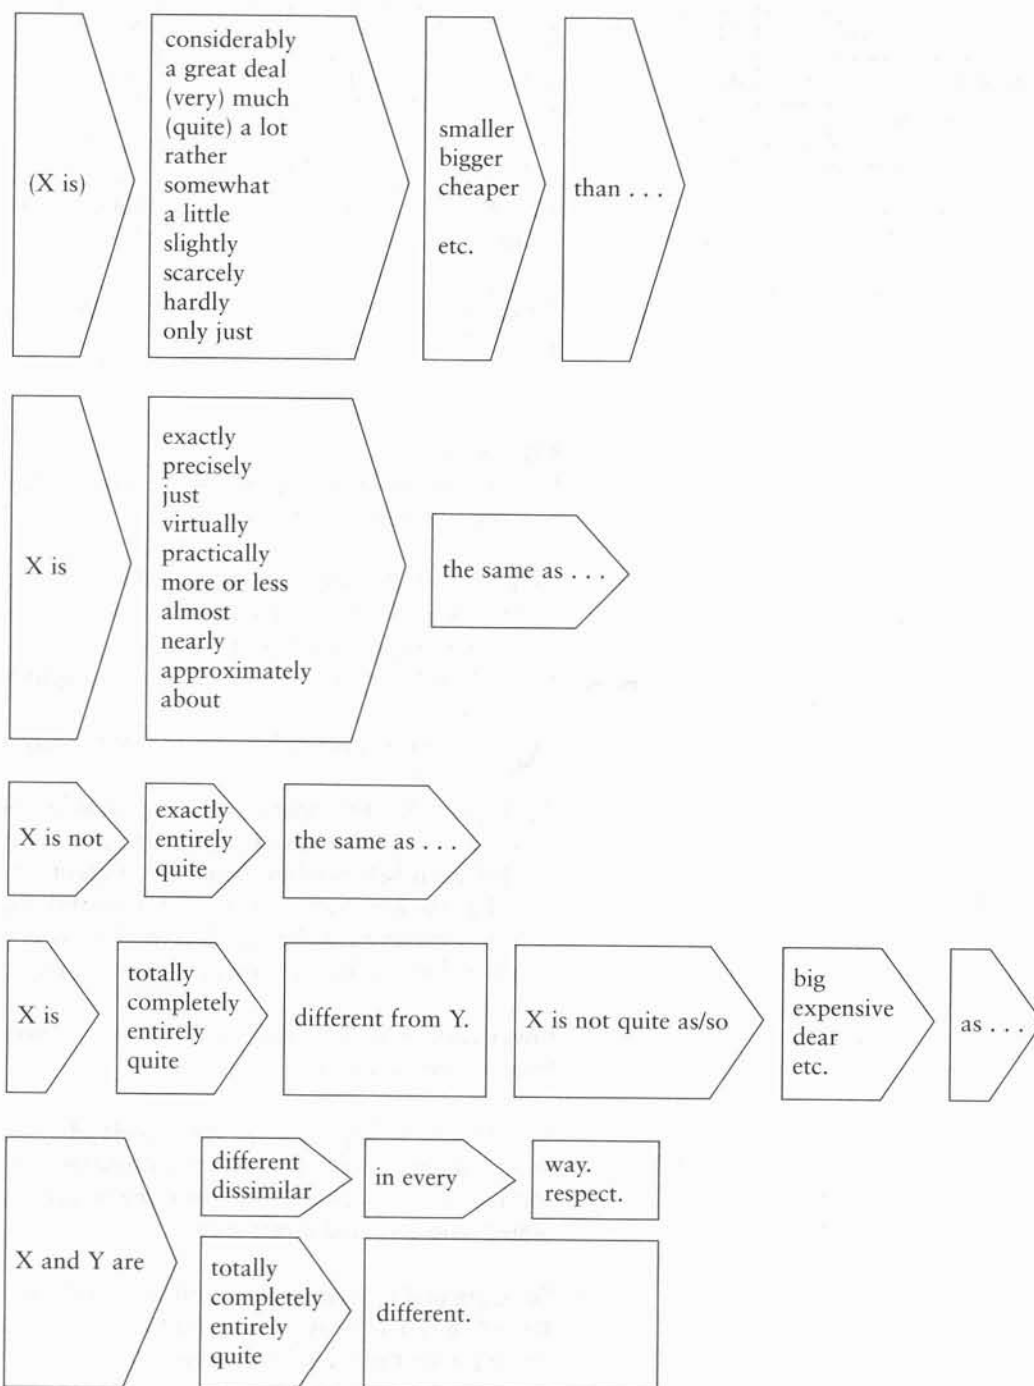 (X is)
considerably
a great deal
(very) much
(quite) a lot
rather
somewhat
a little
slightly
scarcely
hardly
only just
smaller
bigger
cheaper
etc.
than . . .
X is
exactly
precisely
just
virtually
practically
more or less
almost
nearly
approximately
about
the same as . . .
X is not
exactly
entirely
quite
the same as . . .
X is
totally
completely
entirely
quite
different from Y.
X is not quite as/so
big
expensive
dear
etc.
as . . .
X and Y are
different
dissimilar
in every
way.
respect.
totally
completely
entirely
quite
different.